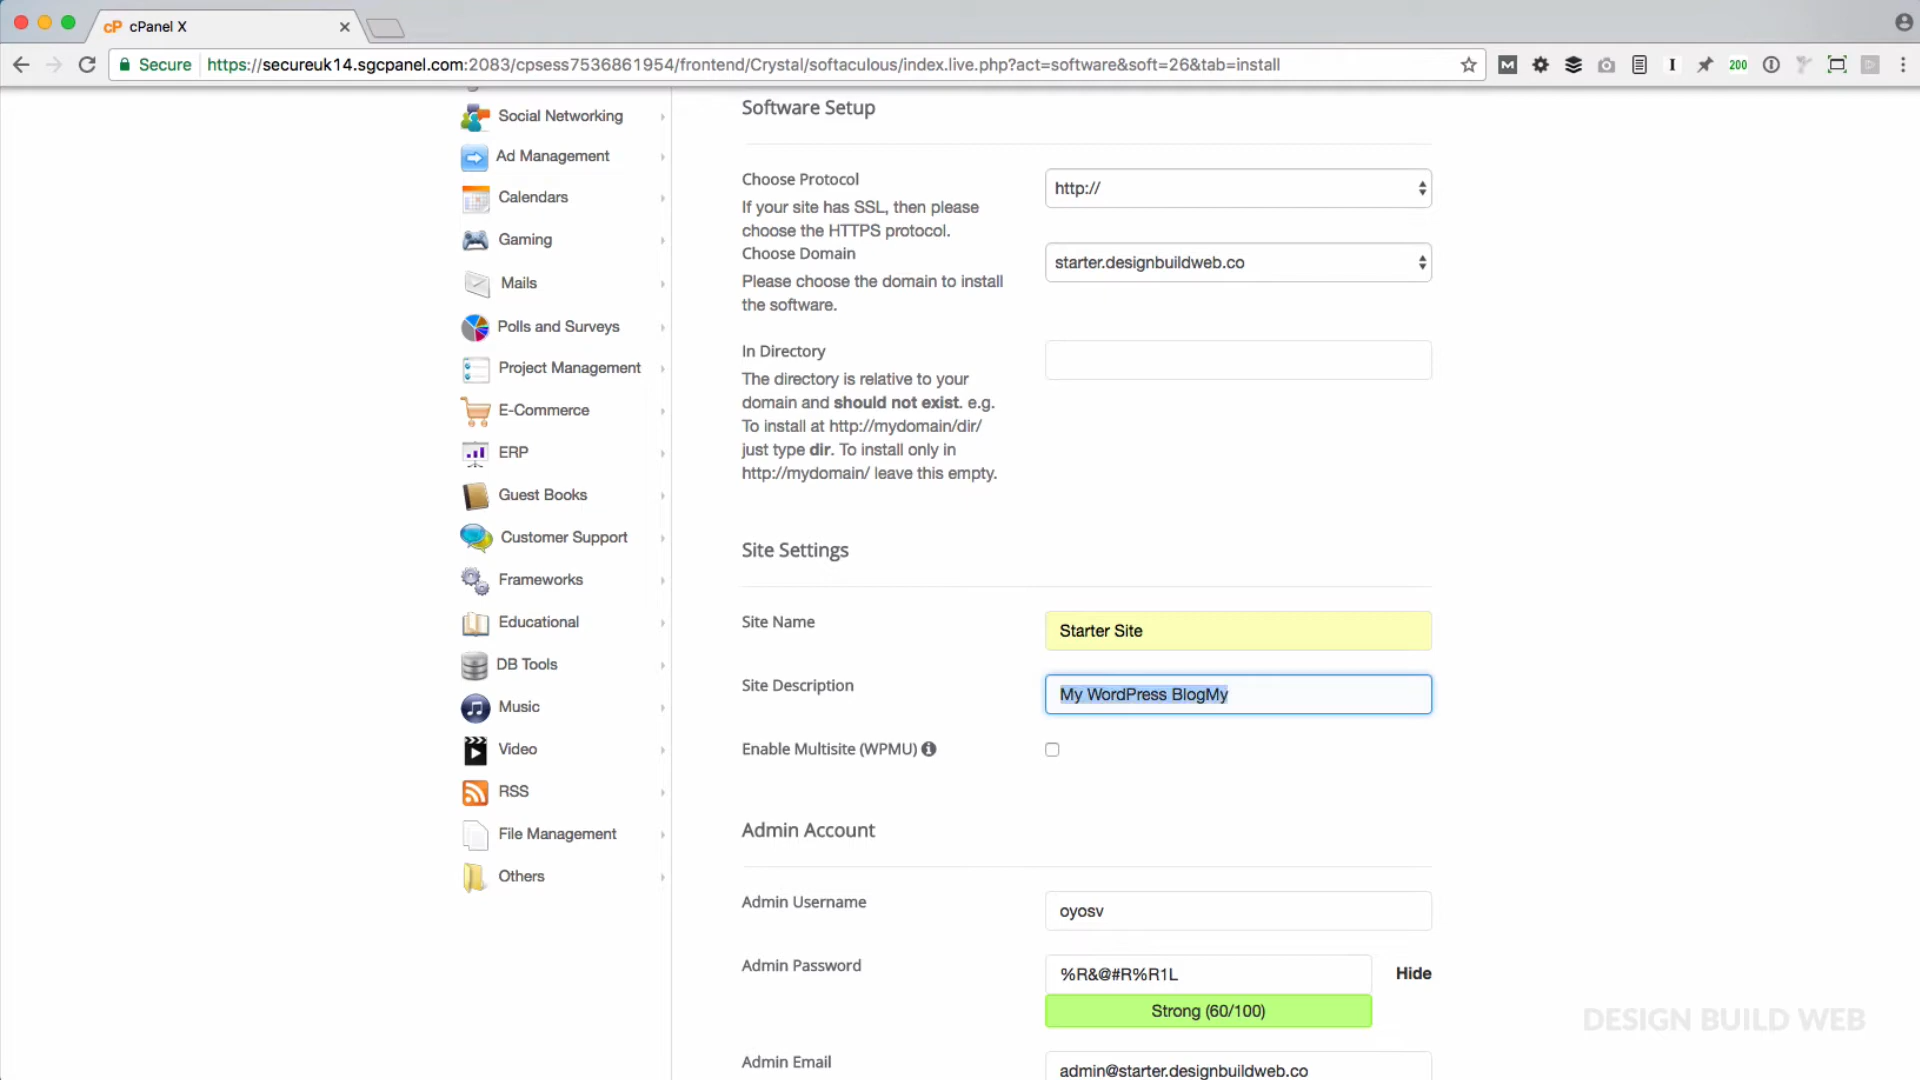 cPanel X
Secure https://secureuk14.sgcpanel.com:2083/cpsess7536861954/frontend/Crystal/softaculous/index.live.php?act=software&soft=26&tab=install
200
Social Networking
Ad Management
Calendars
Gaming
Mails
Polls and Surveys
Project Management
E-Commerce
ERP
Guest Books
Customer Support
Frameworks
Educational
DB Tools
Music
Video
RSS
File Management
Others
Software Setup
Choose Protocol
If your site has SSL, then please
choose the HTTPS protocol.
http://
Choose Domain
Please choose the domain to install
the software.
starter.designbuildweb.co
In Directory
The directory is relative to your
domain and should not exist. e.g.
To install at http://mydomain/dir/
just type dir. To install only in
http://mydomain/ leave this empty.
Site Settings
Site Name
Starter Site
Site Description
My WordPress BlogMy
Enable Multisite (WPMU)
Admin Account
Admin Username
oyosv
Admin Password
%R&@#R%R1L
Hide
Strong (60/100)
Admin Email
admin@starter.designbuildweb.co
DESIGN BUILD WEB